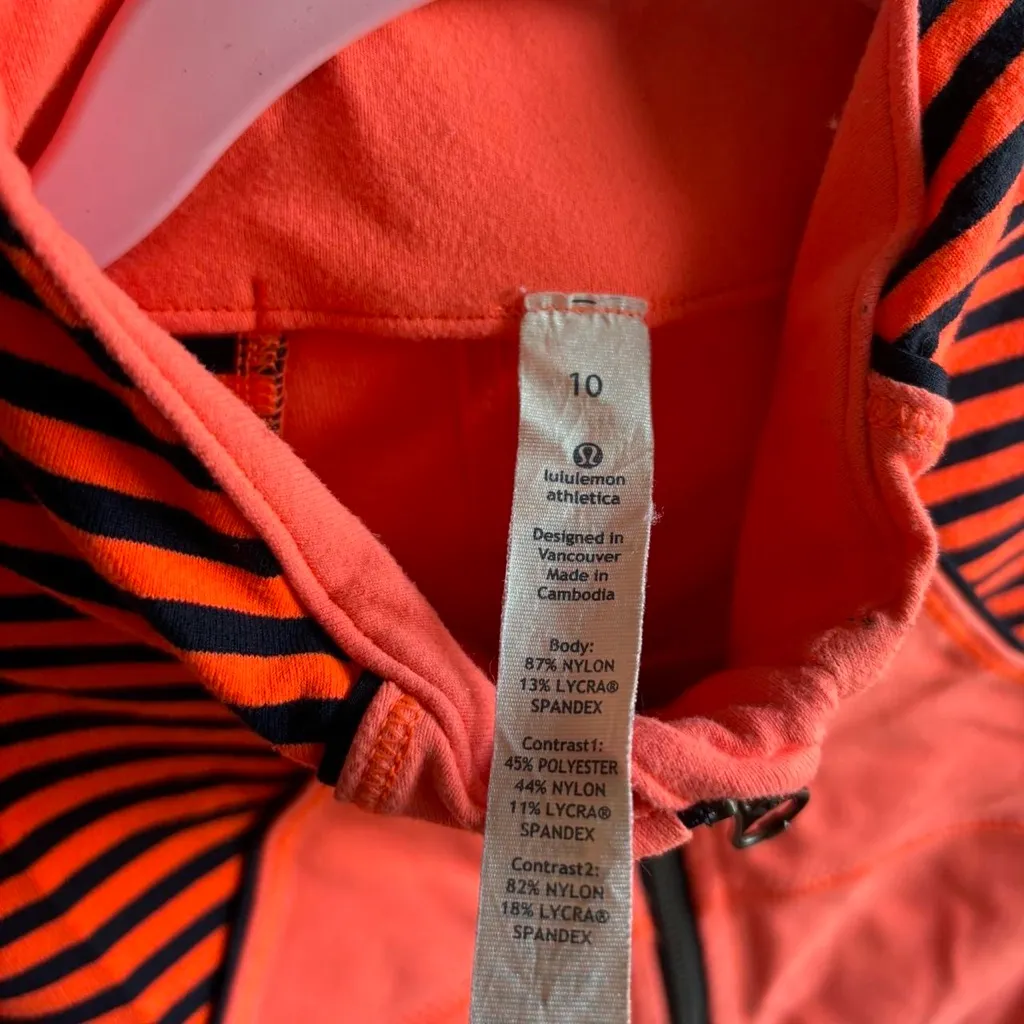 10
lululemon
athletica
Designed in
Vancouver
Made in
Cambodia
Body:
87% NYLON
13% LYCRA®
SPANDEX
Contrast1:
45% POLYESTER
44% NYLON
11% LYCRA®
SPANDEX
Contrast2:
82% NYLON
18% LYCRA®
SPANDEX